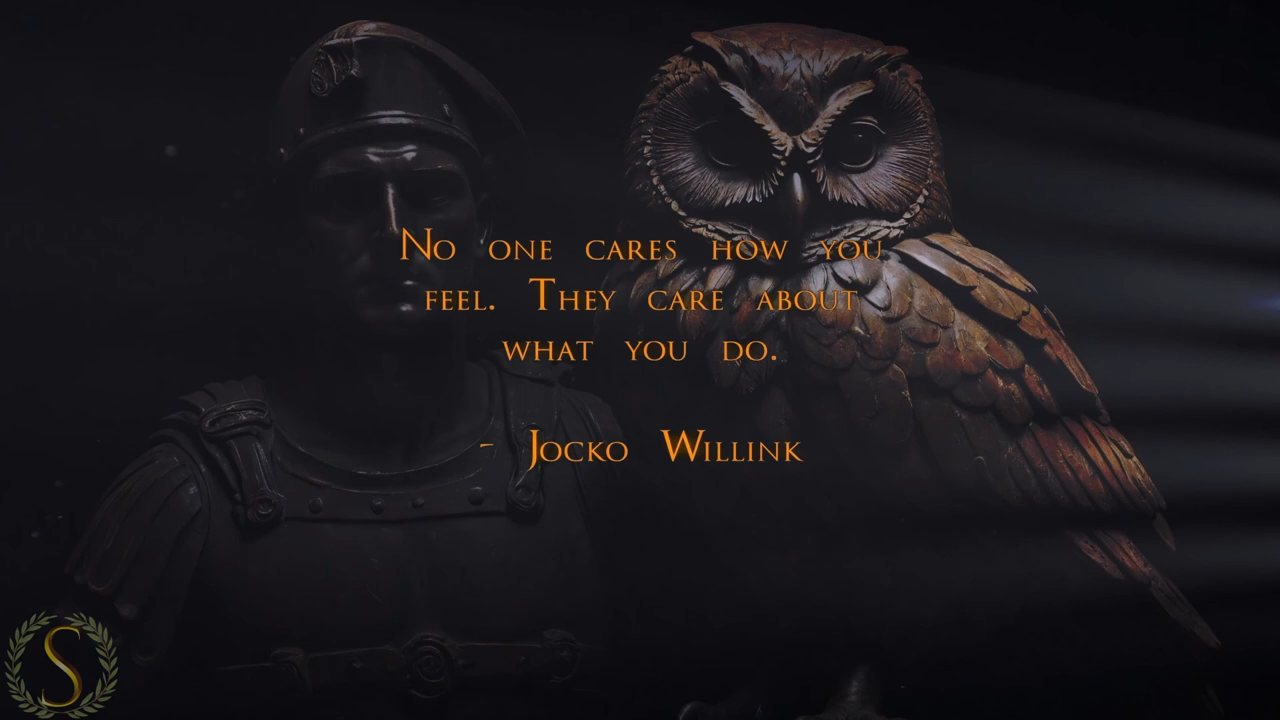 No one cares how you
feel. They care about
what you do.
- Jocko Willink
S